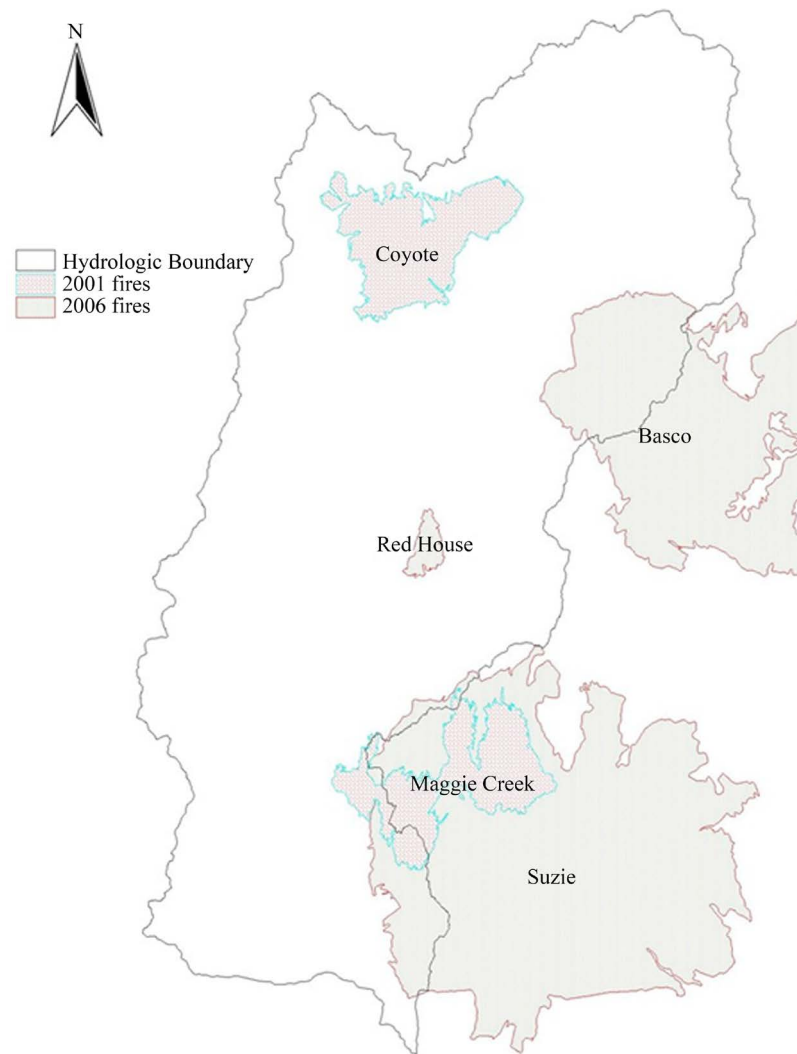 N
Coyote
Hydrologic Boundary
2001 fires
2006 fires
Basco
Red House
Maggie Creek
Suzie